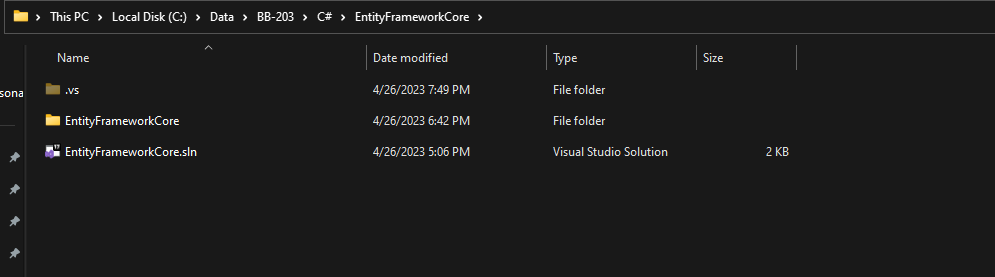 This PC > Local Disk (C:) > Data > BB-203 > C# > EntityFrameworkCore >
Name Date modified Type Size
.vs 4/26/2023 7:49 PM File folder
sona
EntityFrameworkCore 4/26/2023 6:42 PM File folder
EntityFrameworkCore.sln 4/26/2023 5:06 PM Visual Studio Solution 2 KB